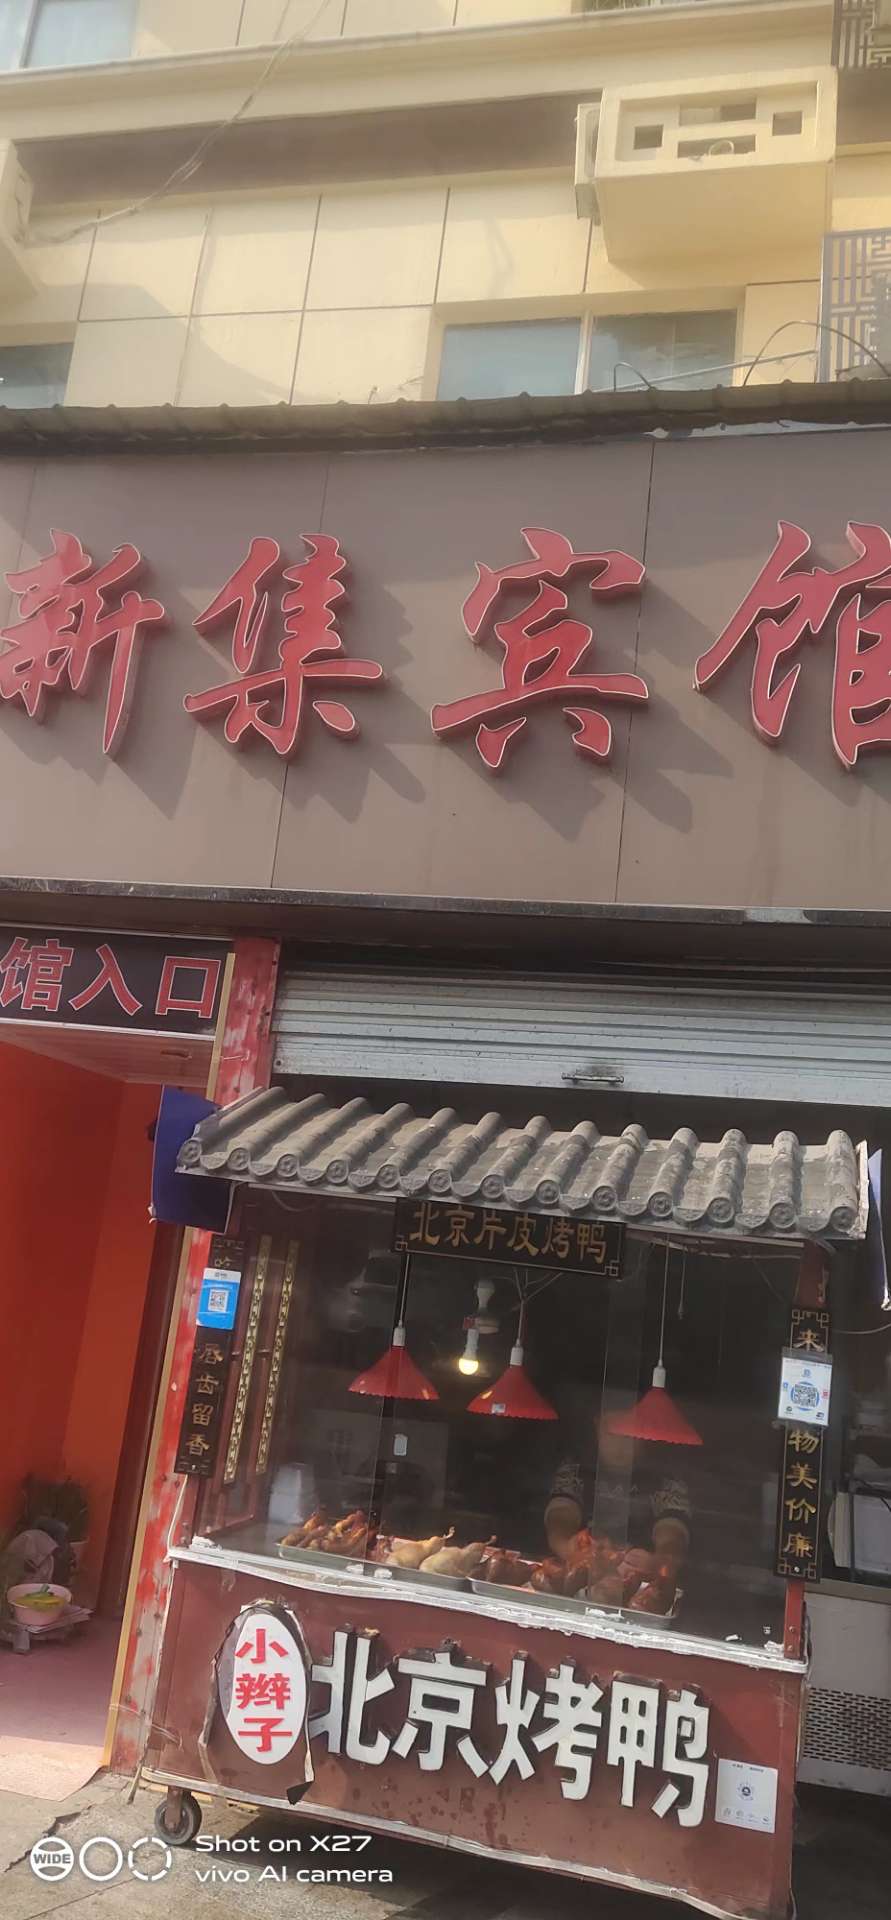 新集宾馆
馆入口
北京片皮烤鸭
唇齿留香
来
物美价廉
小辫子
北京烤鸭
WIDE
Shot on X27
vivo AI camera